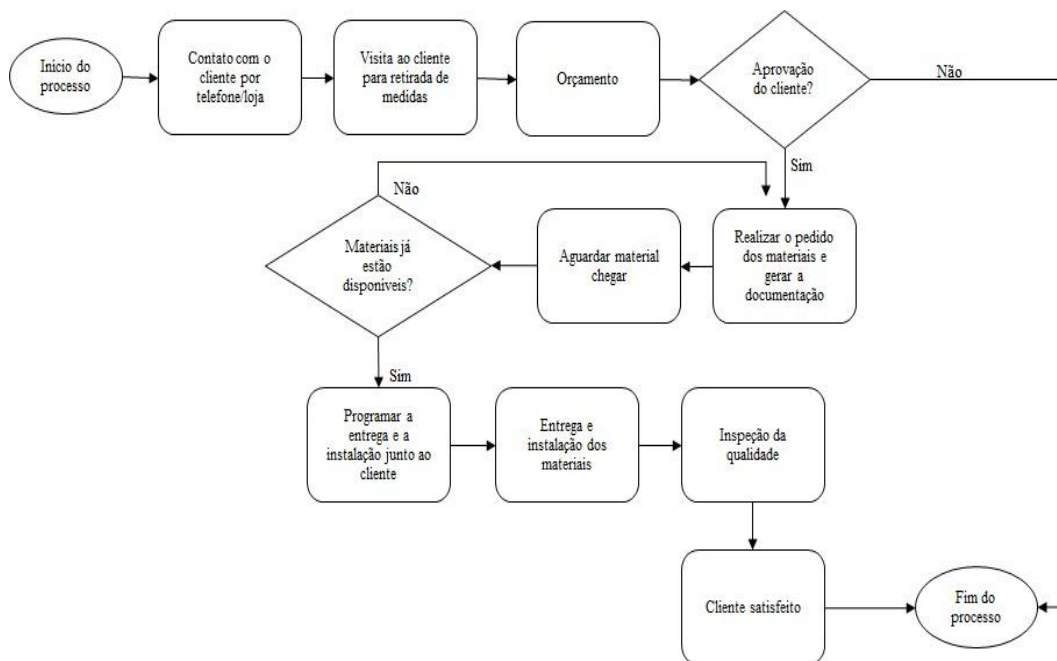 Inicio do
processo
Contato com o
cliente por
telefone/loja
Visita ao cliente
para retirada de
medidas
Orçamento
Aprovação
do cliente?
Não
Sim
Não
Materiais já
estão
disponíveis?
Aguardar material
chegar
Realizar o pedido
dos materiais e
gerar a
documentação
Sim
Programar a
entrega e a
instalação junto ao
cliente
Entrega e
instalação dos
materiais
Inspeção da
qualidade
Cliente satisfeito
Fim do
processo